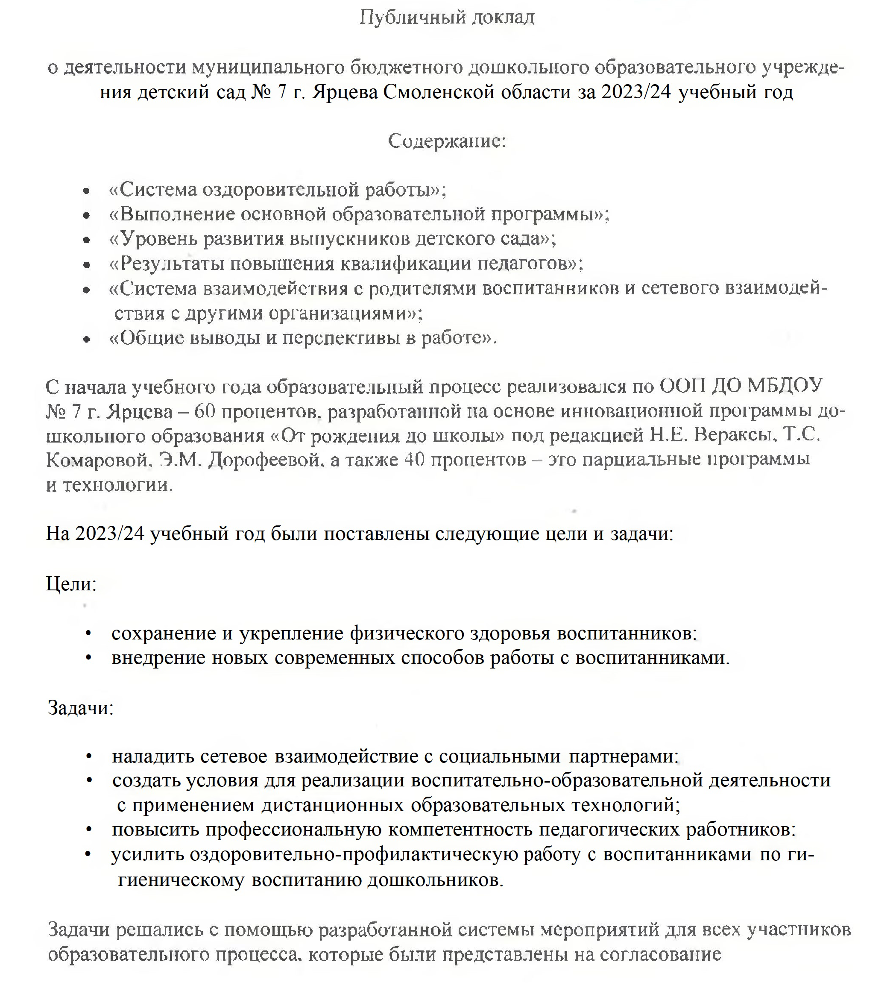 Публичный доклад
о деятельности муниципального бюджетного дошкольного образовательного учрежде-
ния детский сад № 7 г. Ярцева Смоленской области за 2023/24 учебный год
Содержание:
• «Система оздоровительной работы»;
• «Выполнение основной образовательной программы»;
• «Уровень развития выпускников детского сада»;
• «Результаты повышения квалификации педагогов»;
• «Система взаимодействия с родителями воспитанников и сетевого взаимодей-
ствия с другими организациями»;
• «Общие выводы и перспективы в работе».
С начала учебного года образовательный процесс реализовался по ООП ДО МБДОУ
№ 7 г. Ярцева – 60 процентов, разработанной на основе инновационной программы до-
школьного образования «От рождения до школы» под редакцией Н.Е. Вераксы, Т.С.
Комаровой, Э.М. Дорофеевой, а также 40 процентов – это парциальные программы
и технологии.
На 2023/24 учебный год были поставлены следующие цели и задачи:
Цели:
• сохранение и укрепление физического здоровья воспитанников:
• внедрение новых современных способов работы с воспитанниками.
Задачи:
• наладить сетевое взаимодействие с социальными партнерами:
• создать условия для реализации воспитательно-образовательной деятельности
с применением дистанционных образовательных технологий;
• повысить профессиональную компетентность педагогических работников:
• усилить оздоровительно-профилактическую работу с воспитанниками по ги-
гиеническому воспитанию дошкольников.
Задачи решались с помощью разработанной системы мероприятий для всех участников
образовательного процесса, которые были представлены на согласование